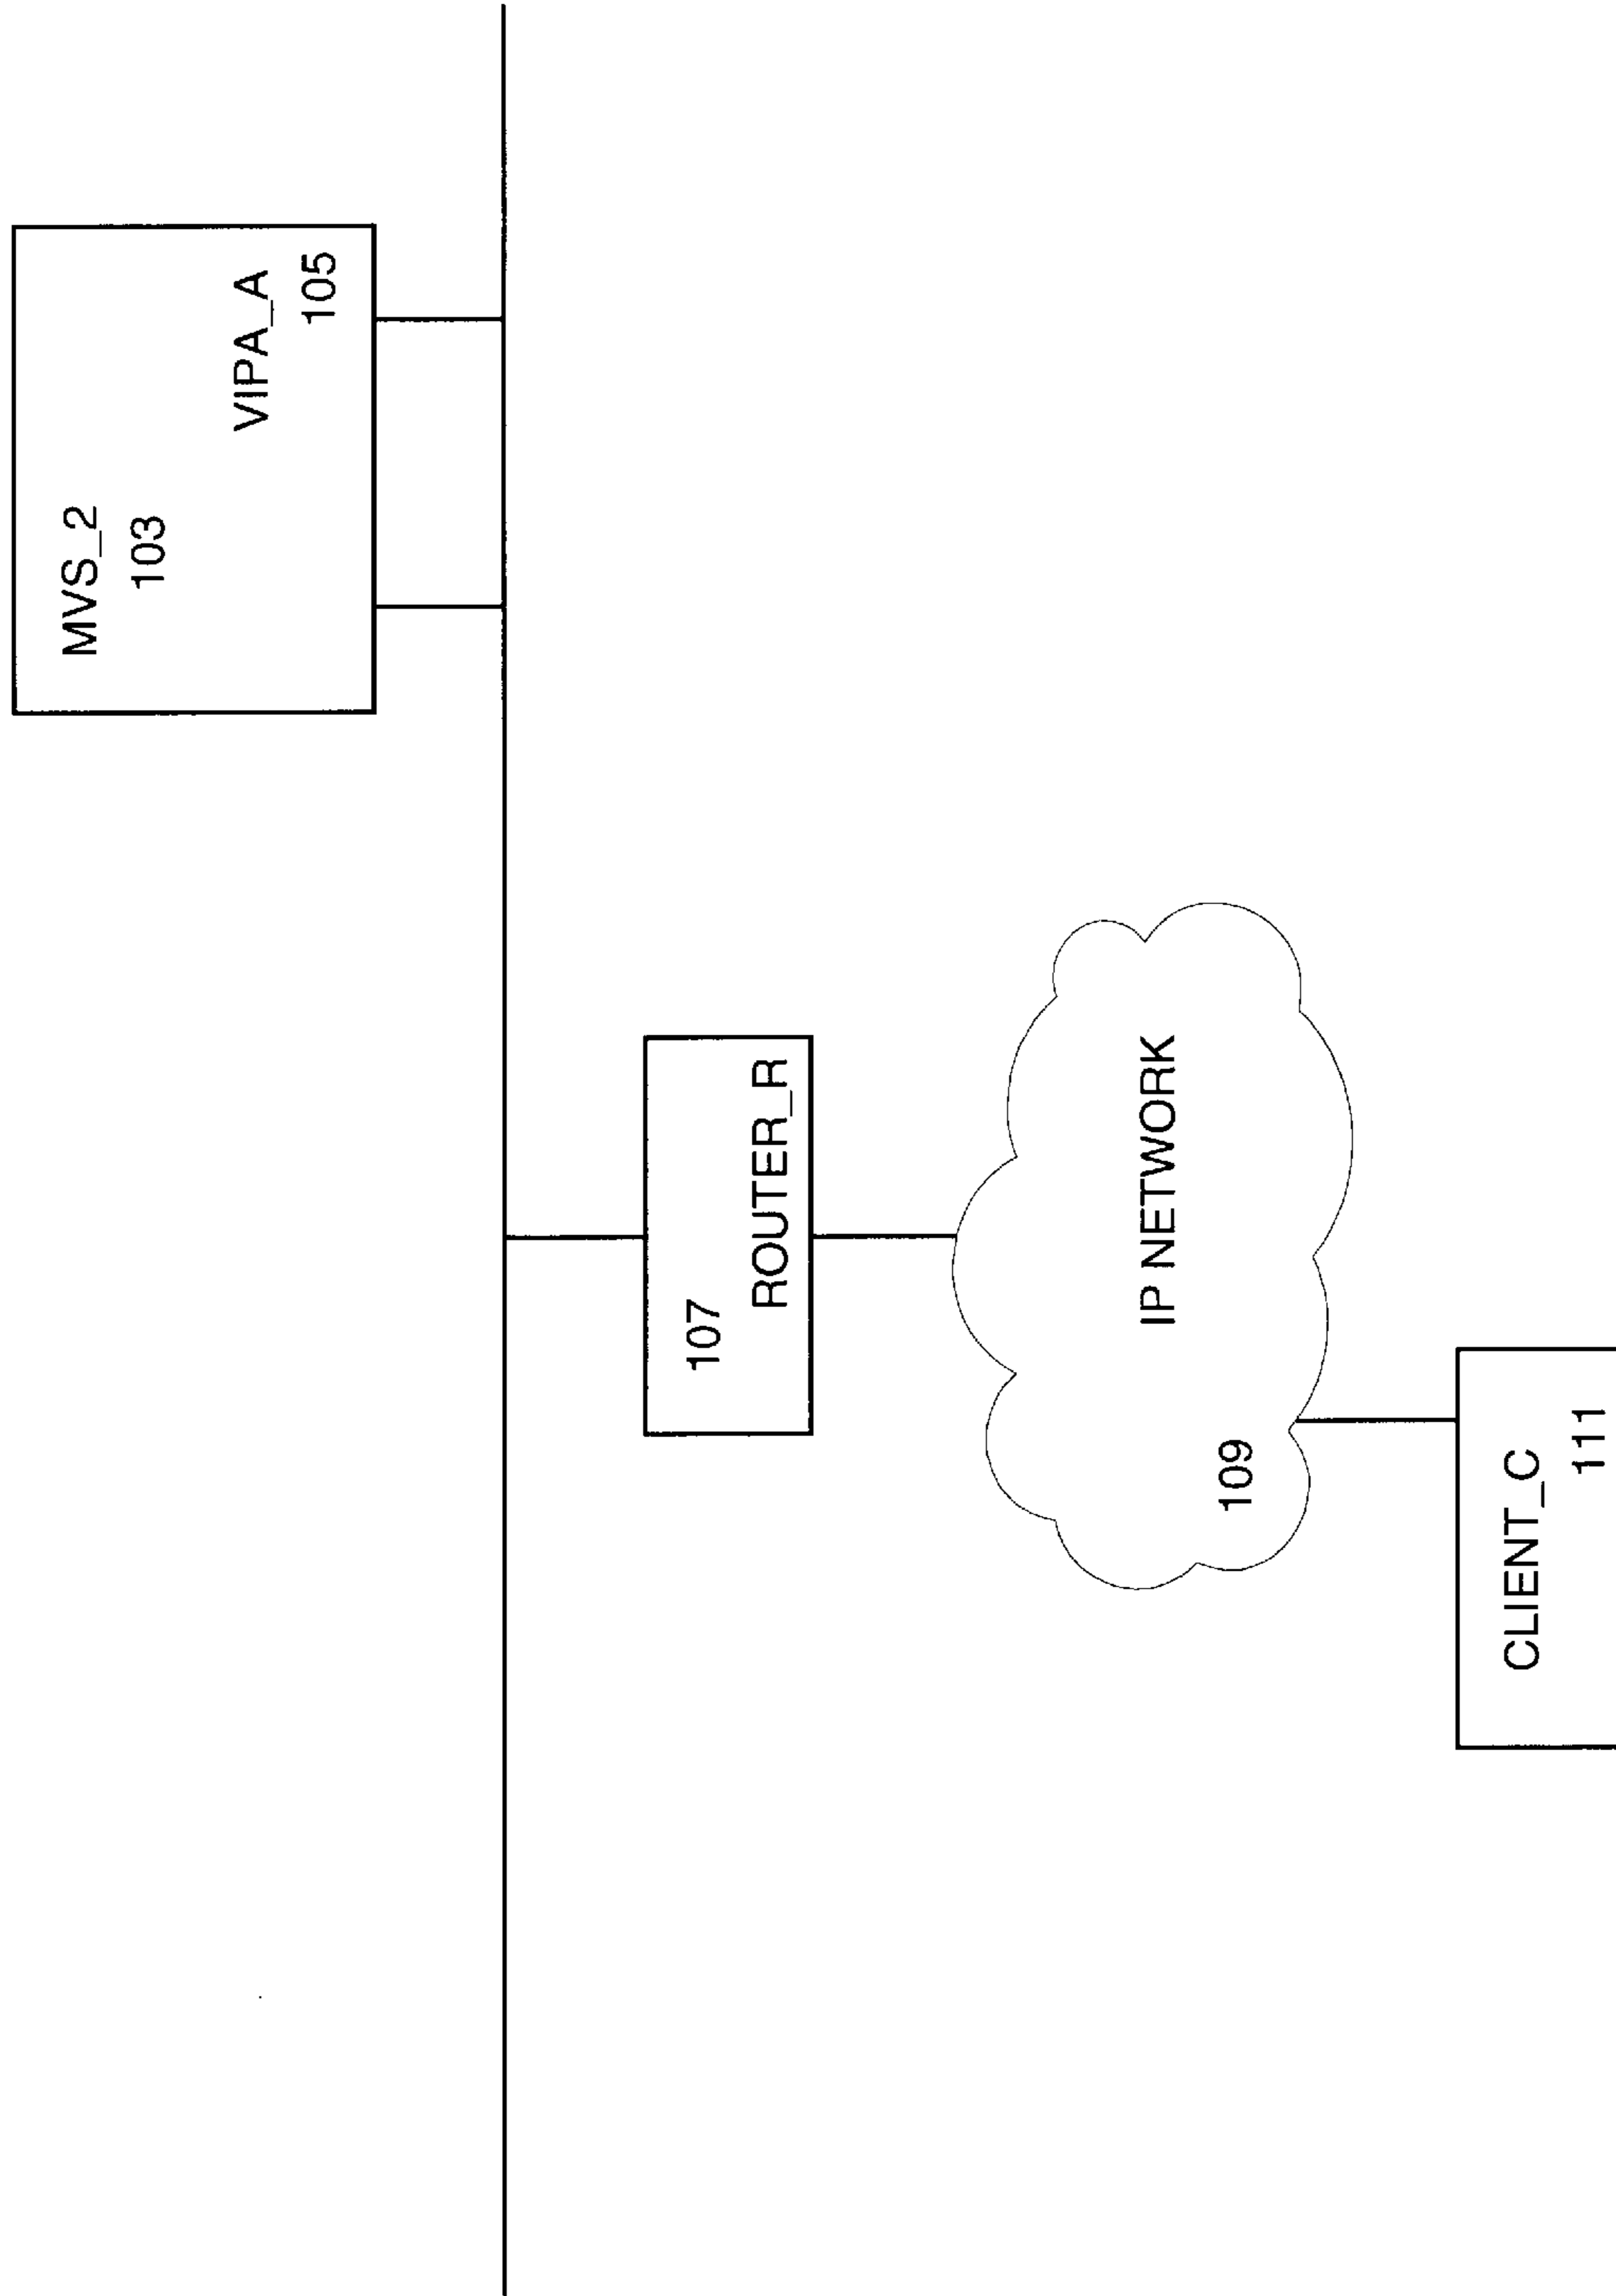 MVS_2
103
VIPA_A
105
107
ROUTER_R
IP NETWORK
109
CLIENT_C
111